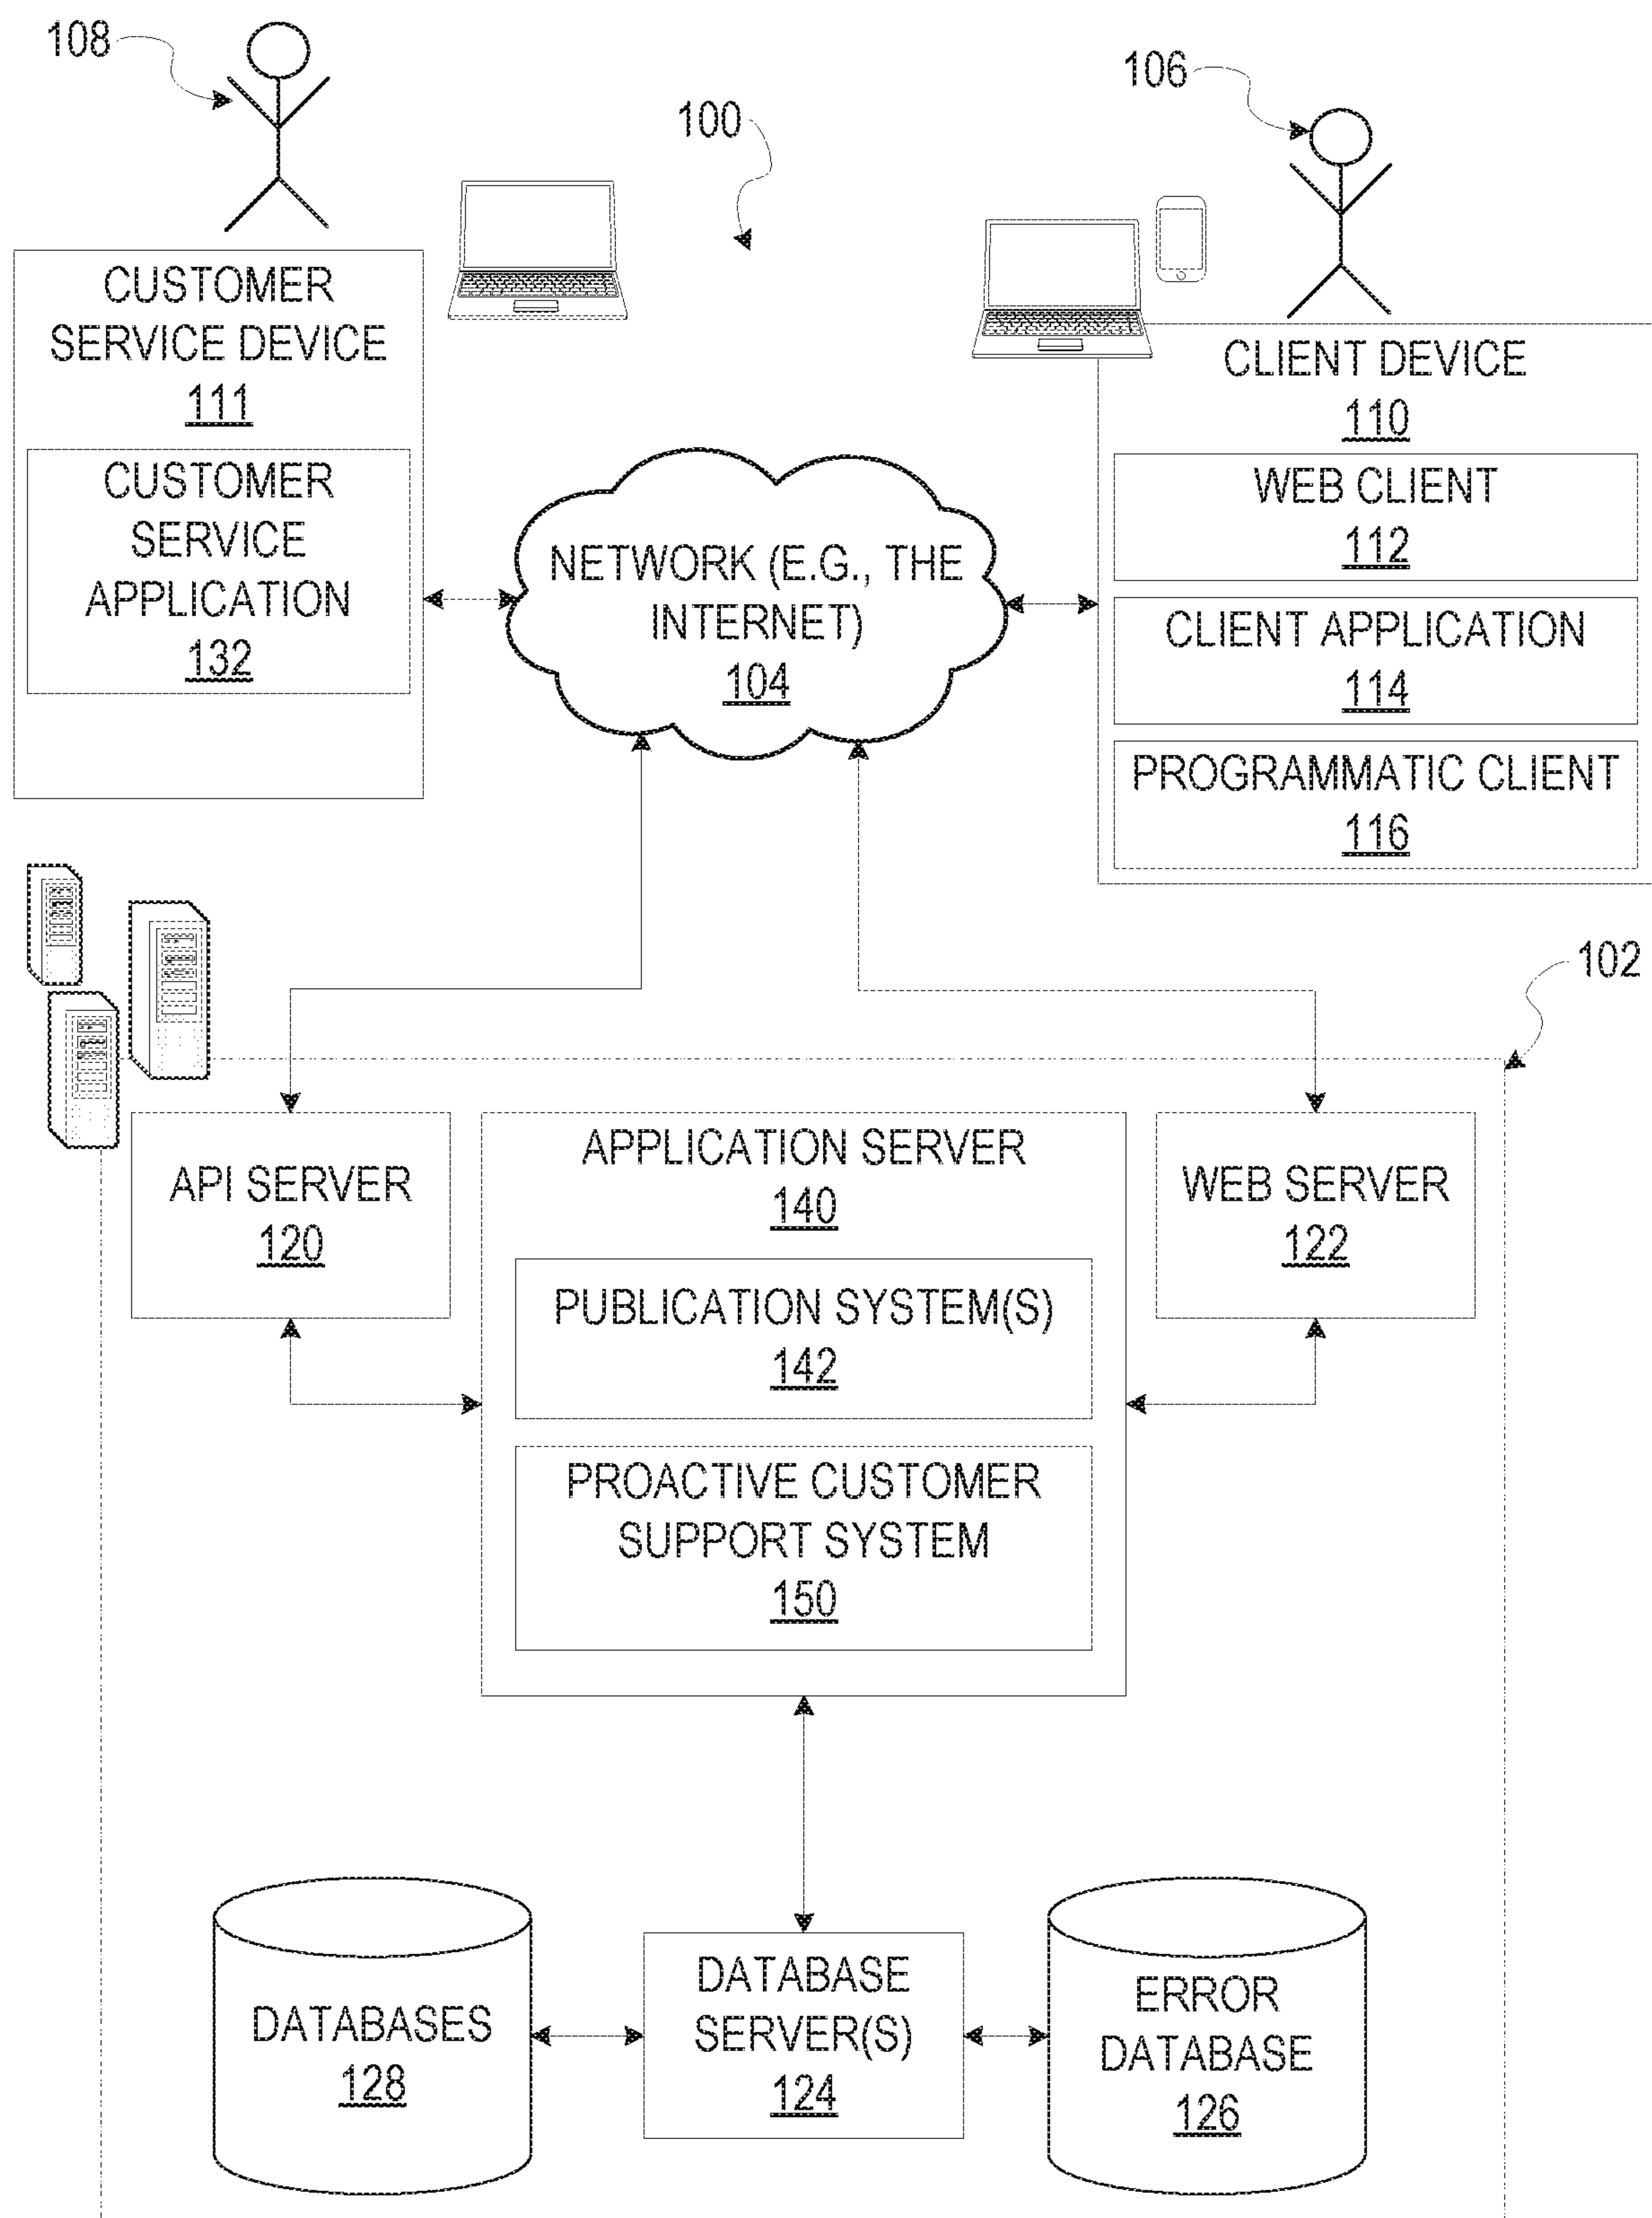 108
106
100
CUSTOMER
SERVICE DEVICE
111
CUSTOMER
SERVICE
APPLICATION
132
NETWORK (E.G., THE
INTERNET)
104
CLIENT DEVICE
110
WEB CLIENT
112
CLIENT APPLICATION
114
PROGRAMMATIC CLIENT
116
102
API SERVER
120
APPLICATION SERVER
140
PUBLICATION SYSTEM(S)
142
PROACTIVE CUSTOMER
SUPPORT SYSTEM
150
WEB SERVER
122
DATABASES
128
DATABASE
SERVER(S)
124
ERROR
DATABASE
126